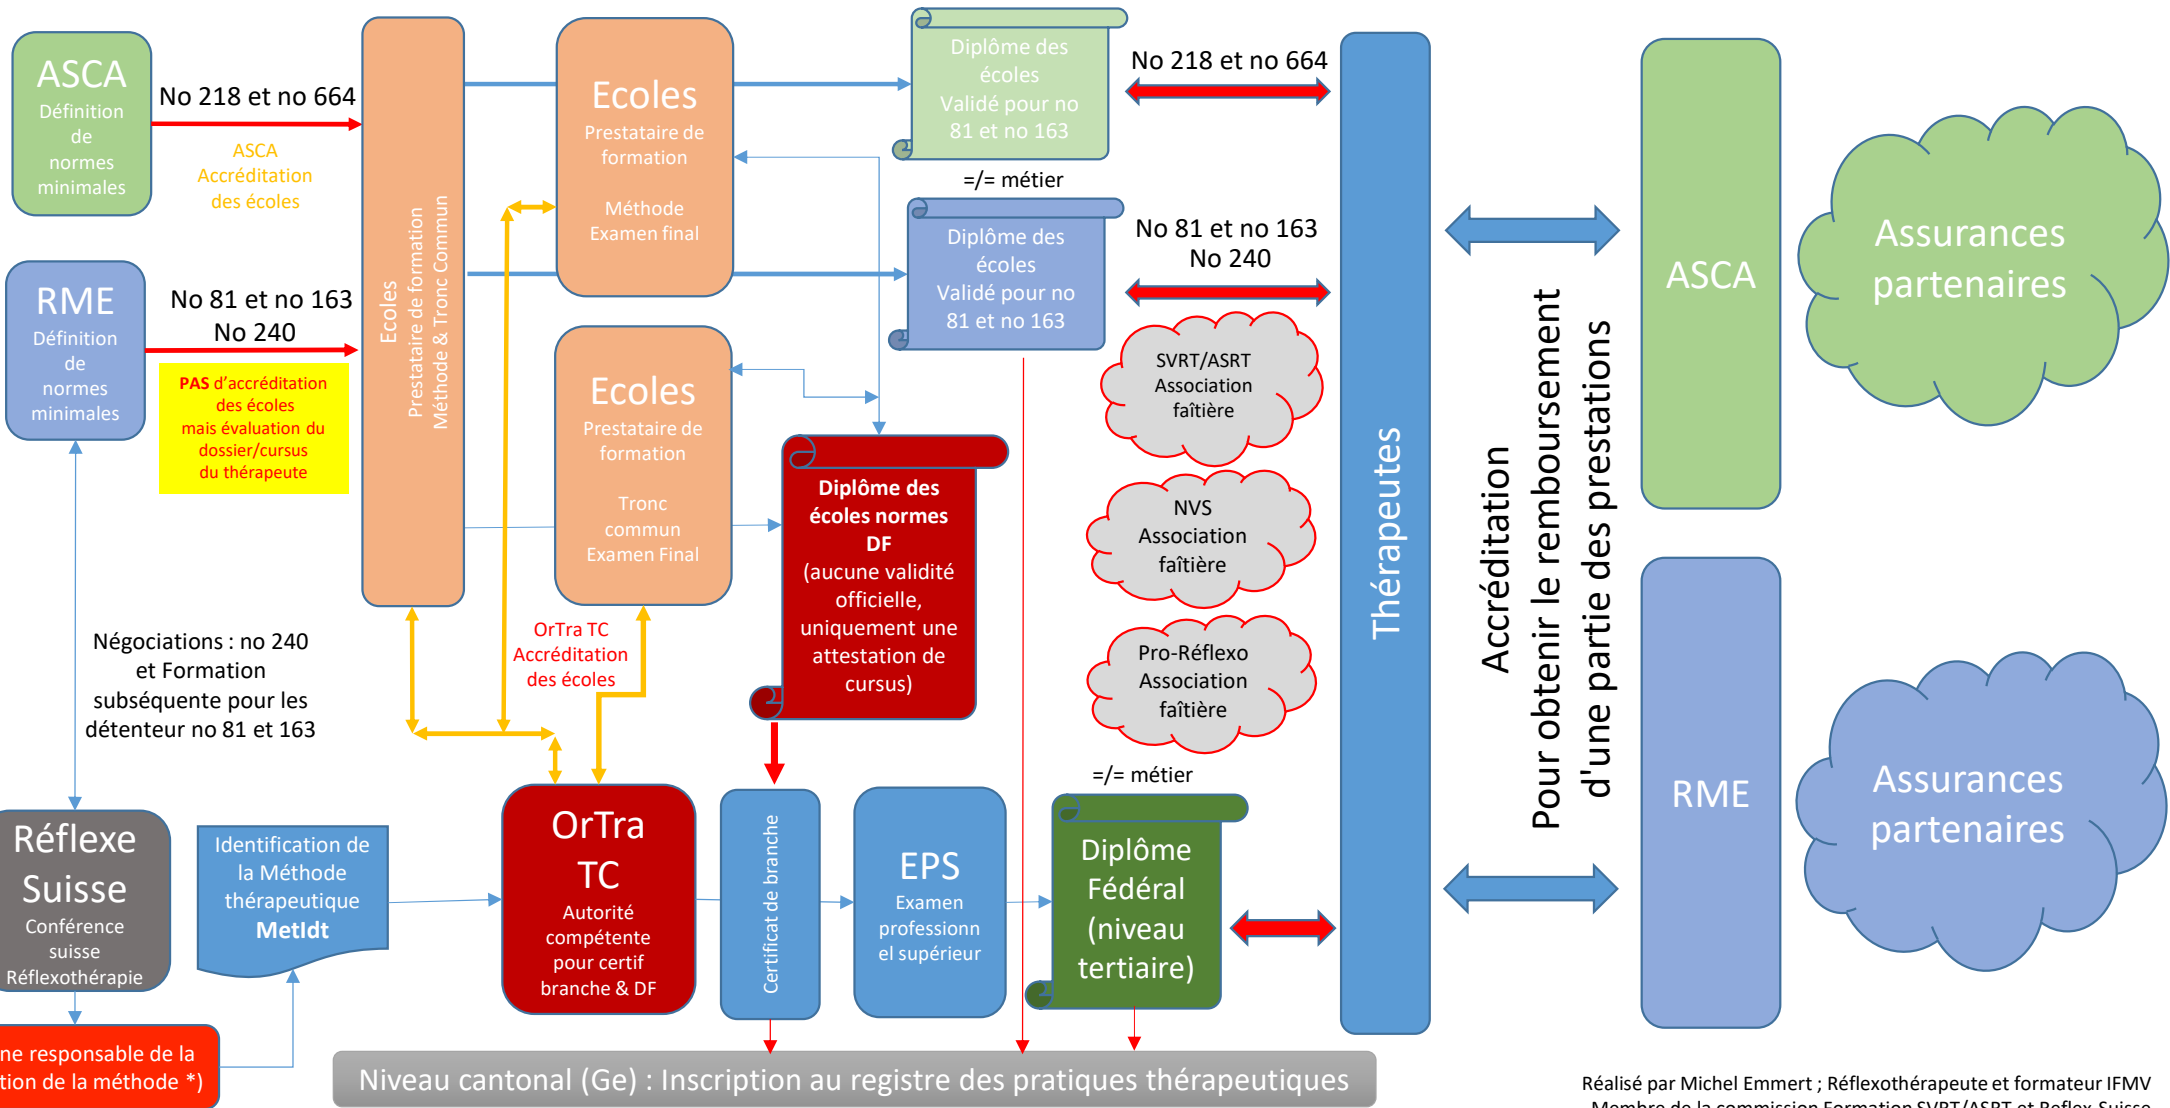 ASCA
Définition
de
normes
minimales
No 218 et no 664
ASCA
Accréditation
des écoles
RME
Définition
de
normes
minimales
No 81 et no 163
No 240
PAS d'accréditation
des écoles
mais évaluation du
dossier/cursus
du thérapeute
Négociations : no 240
et Formation
subséquente pour les
détenteur no 81 et 163
Réflexe
Suisse
Conférence
suisse
Réflexothérapie
ne responsable de la
tion de la méthode *)
Identification de
la Méthode
thérapeutique
MetIdt
Ecoles
Prestataire de formation
Méthode & Tronc Commun
Ecoles
Prestataire de
formation
Méthode
Examen final
Ecoles
Prestataire de
formation
Tronc
commun
Examen Final
OrTra TC
Accréditation
des écoles
OrTra
TC
Autorité
compétente
pour certif
branche & DF
Diplôme des
écoles
Validé pour no
81 et no 163
=/= métier
Diplôme des
écoles
Validé pour no
81 et no 163
Diplôme des
écoles normes
DF
(aucune validité
officielle,
uniquement une
attestation de
cursus)
Certificat de branche
EPS
Examen
professionn
el supérieur
No 218 et no 664
No 81 et no 163
No 240
SVRT/ASRT
Association
faîtière
NVS
Association
faîtière
Pro-Réflexo
Association
faîtière
=/= métier
Diplôme
Fédéral
(niveau
tertiaire)
Thérapeutes
Accréditation
Pour obtenir le remboursement
d'une partie des prestations
ASCA
Assurances
partenaires
RME
Assurances
partenaires
Niveau cantonal (Ge) : Inscription au registre des pratiques thérapeutiques
Réalisé par Michel Emmert ; Réflexothérapeute et formateur IFMV
Membre de la commission Formation SVRT/ASRT et Reflex-Suisse